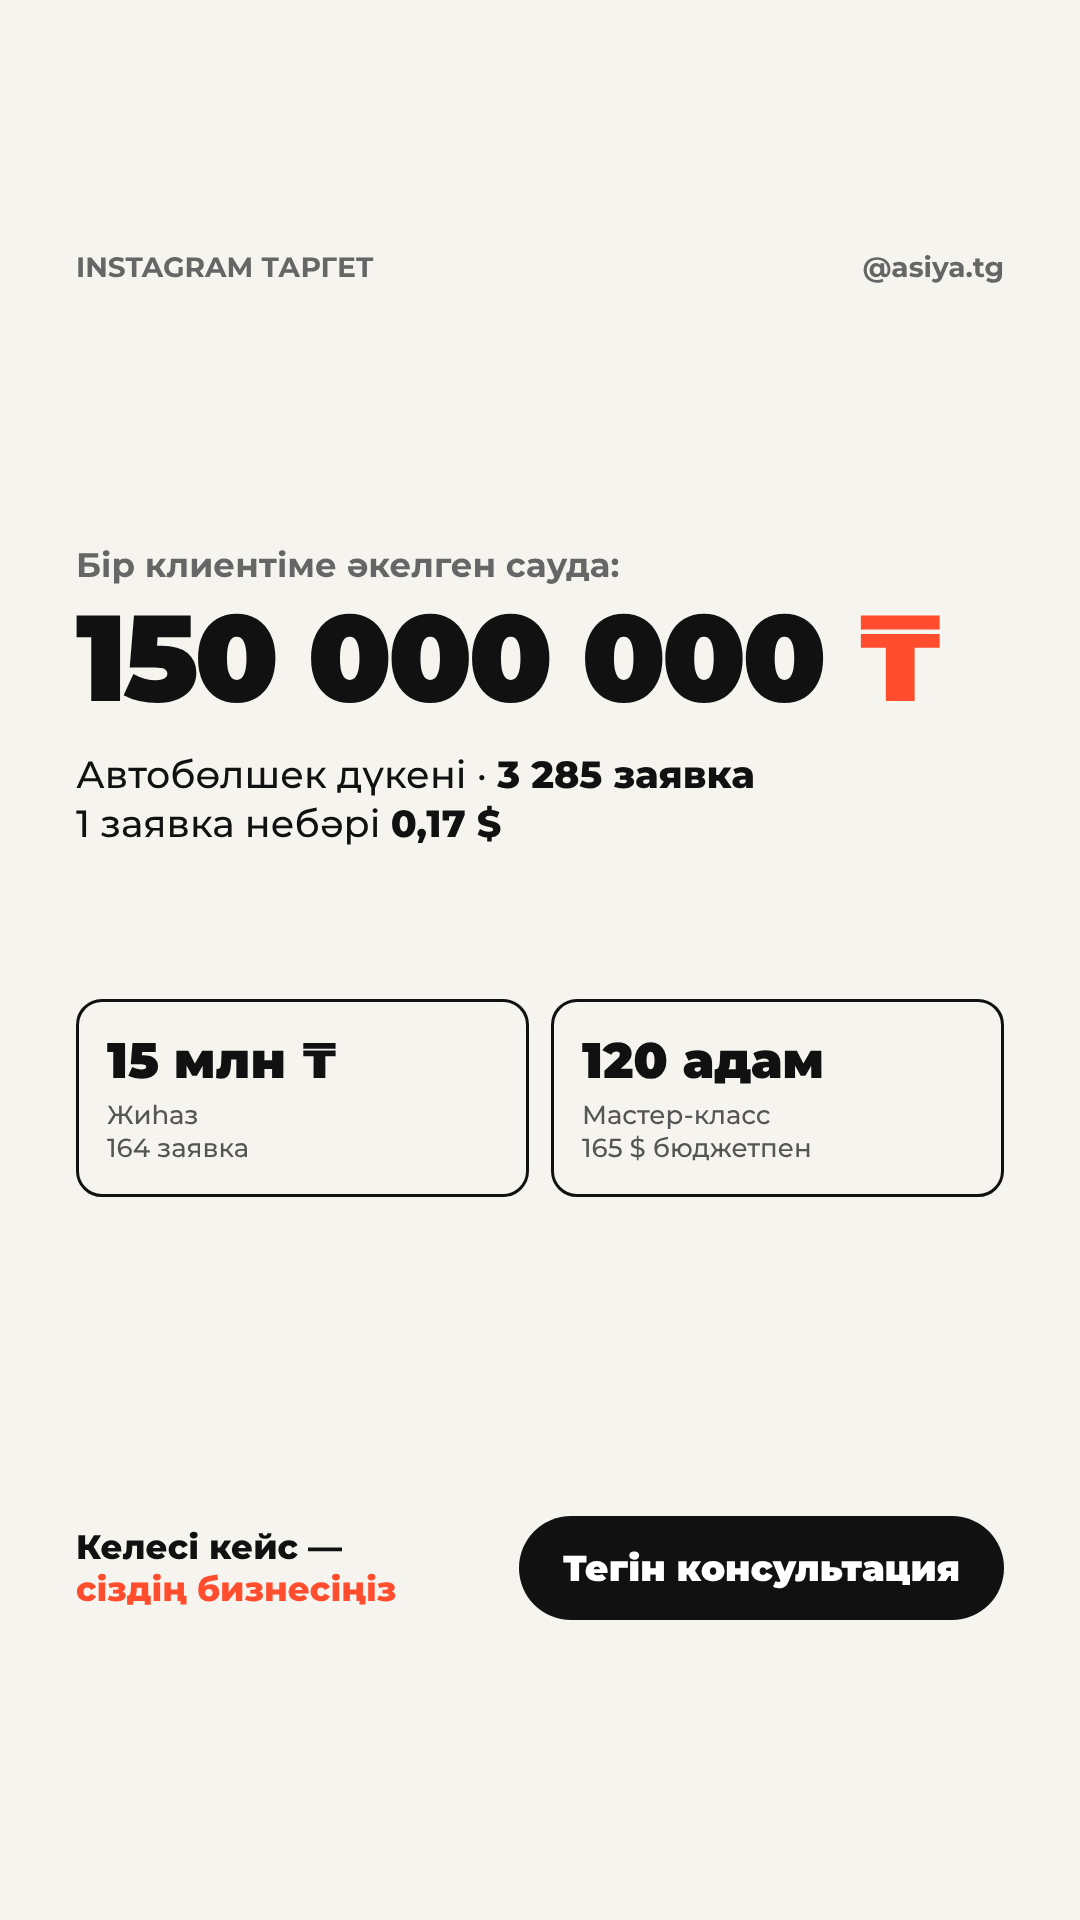 INSTAGRAM ТАРГЕТ
@asiya.tg
Бір клиентіме әкелген сауда:
150 000 000 ₸
Автобөлшек дүкені · 3 285 заявка
1 заявка небәрі 0,17 $
15 млн ₸
Жиһаз
164 заявка
120 адам
Мастер-класс
165 $ бюджетпен
Келесі кейс —
сіздің бизнесіңіз
Тегін консультация